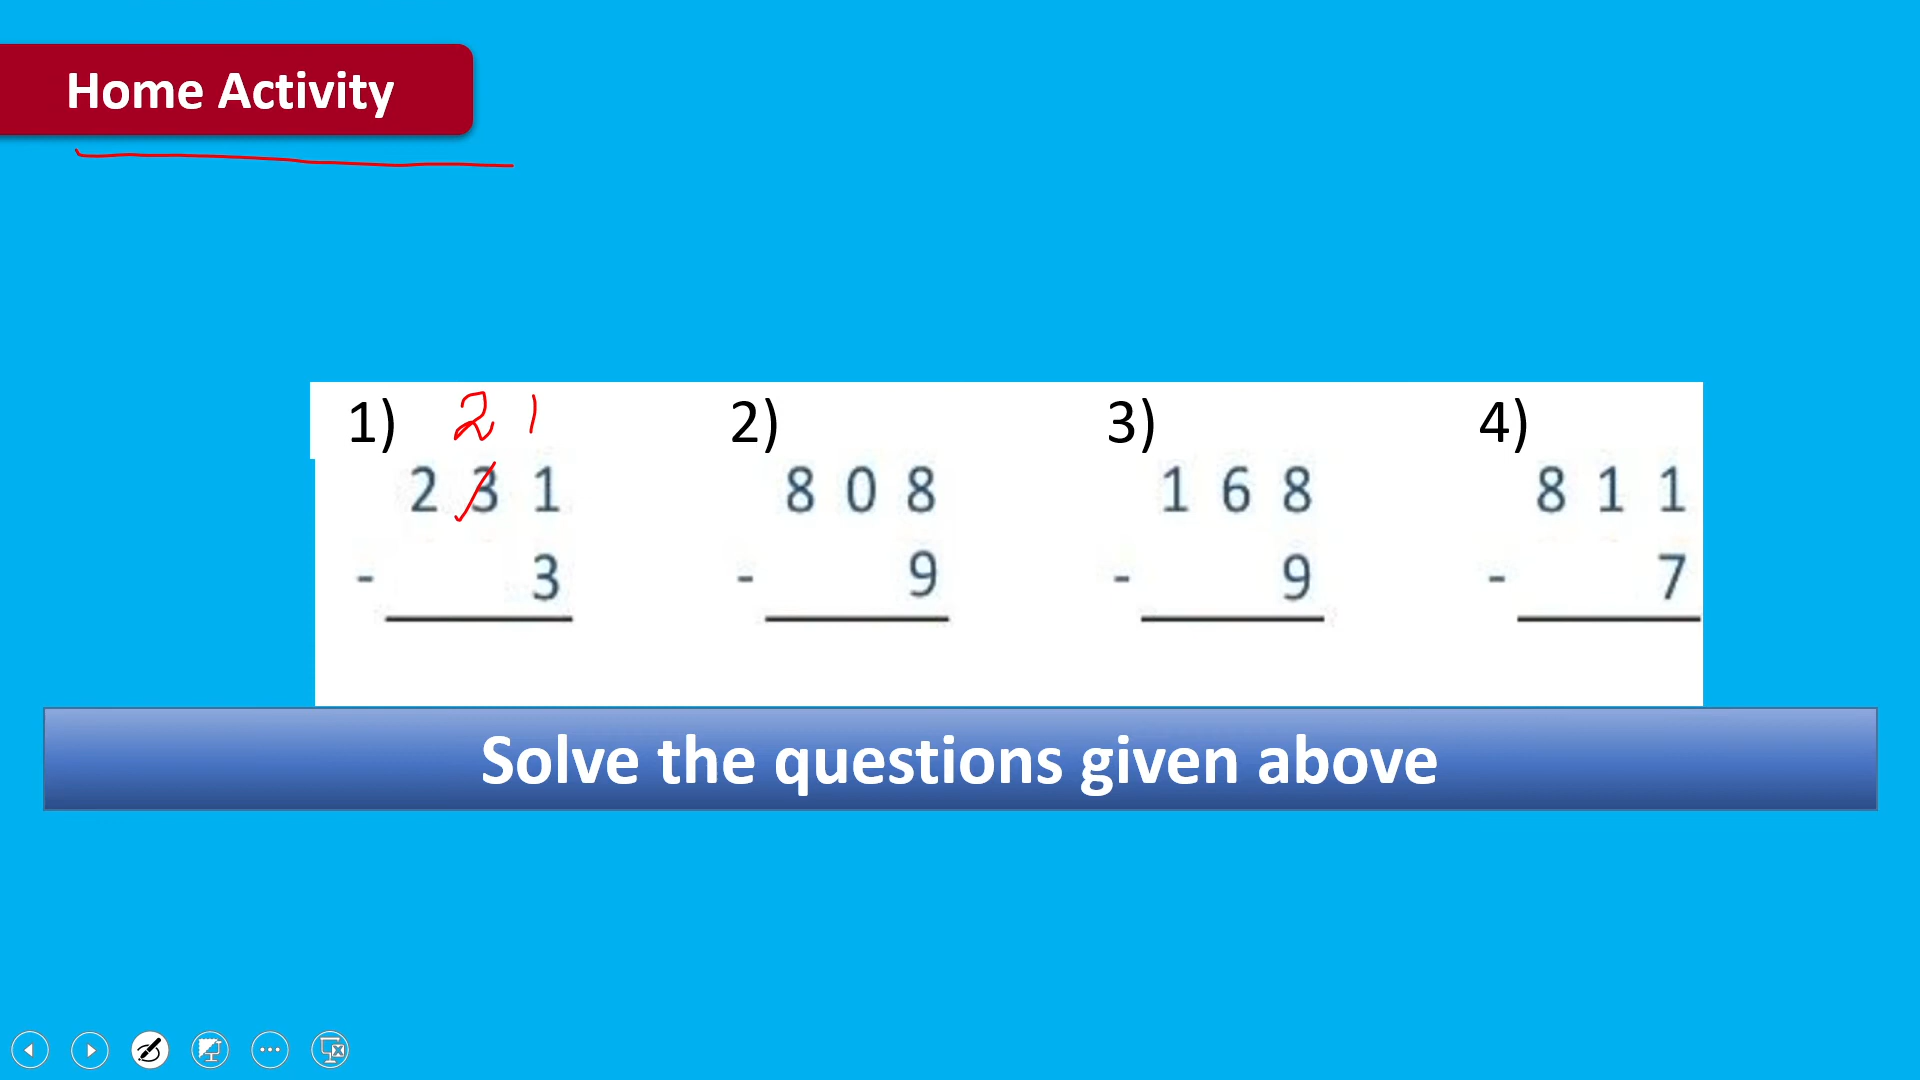 Home Activity
1) 2 1
2)
3)
4)
2 3 1
8 0 8
1 6 8
8 1 1
- 3
- 9
- 9
- 7
Solve the questions given above